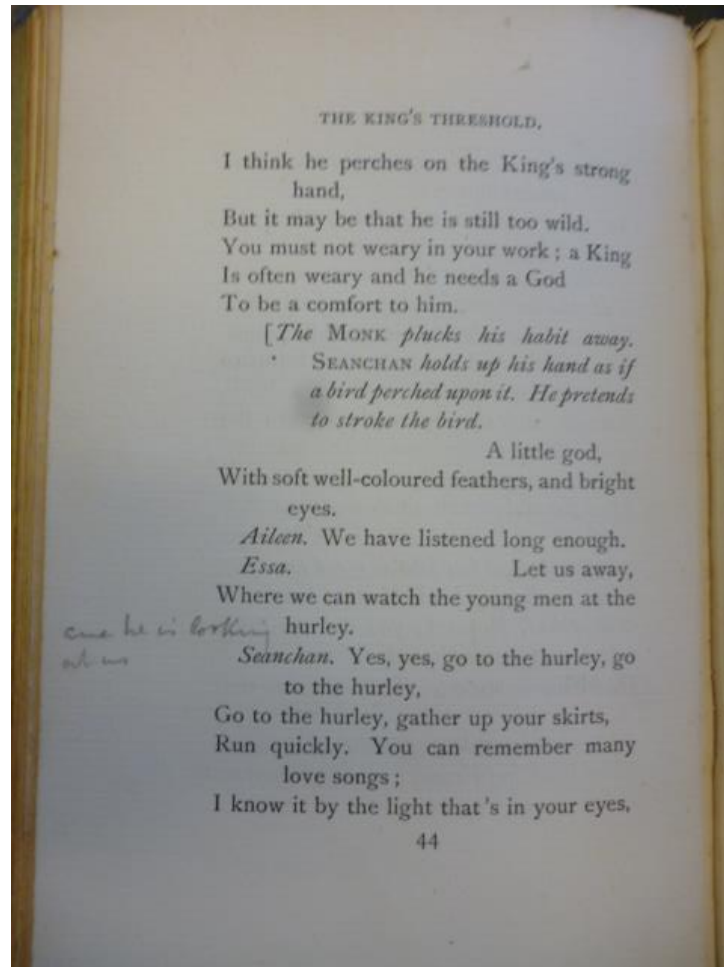 THE KING'S THRESHOLD.
I think he perches on the King's strong
hand,
But it may be that he is still too wild.
You must not weary in your work; a King
Is often weary and he needs a God
To be a comfort to him.
[The MONK plucks his habit away.
SEANCHAN holds up his hand as if
a bird perched upon it. He pretends
to stroke the bird.
A little god,
With soft well-coloured feathers, and bright
eyes.
Aileen. We have listened long enough.
Essa. Let us away,
Where we can watch the young men at the
hurley.
cue he is looking
at us
Seanchan. Yes, yes, go to the hurley, go
to the hurley,
Go to the hurley, gather up your skirts,
Run quickly. You can remember many
love songs;
I know it by the light that's in your eyes,
44